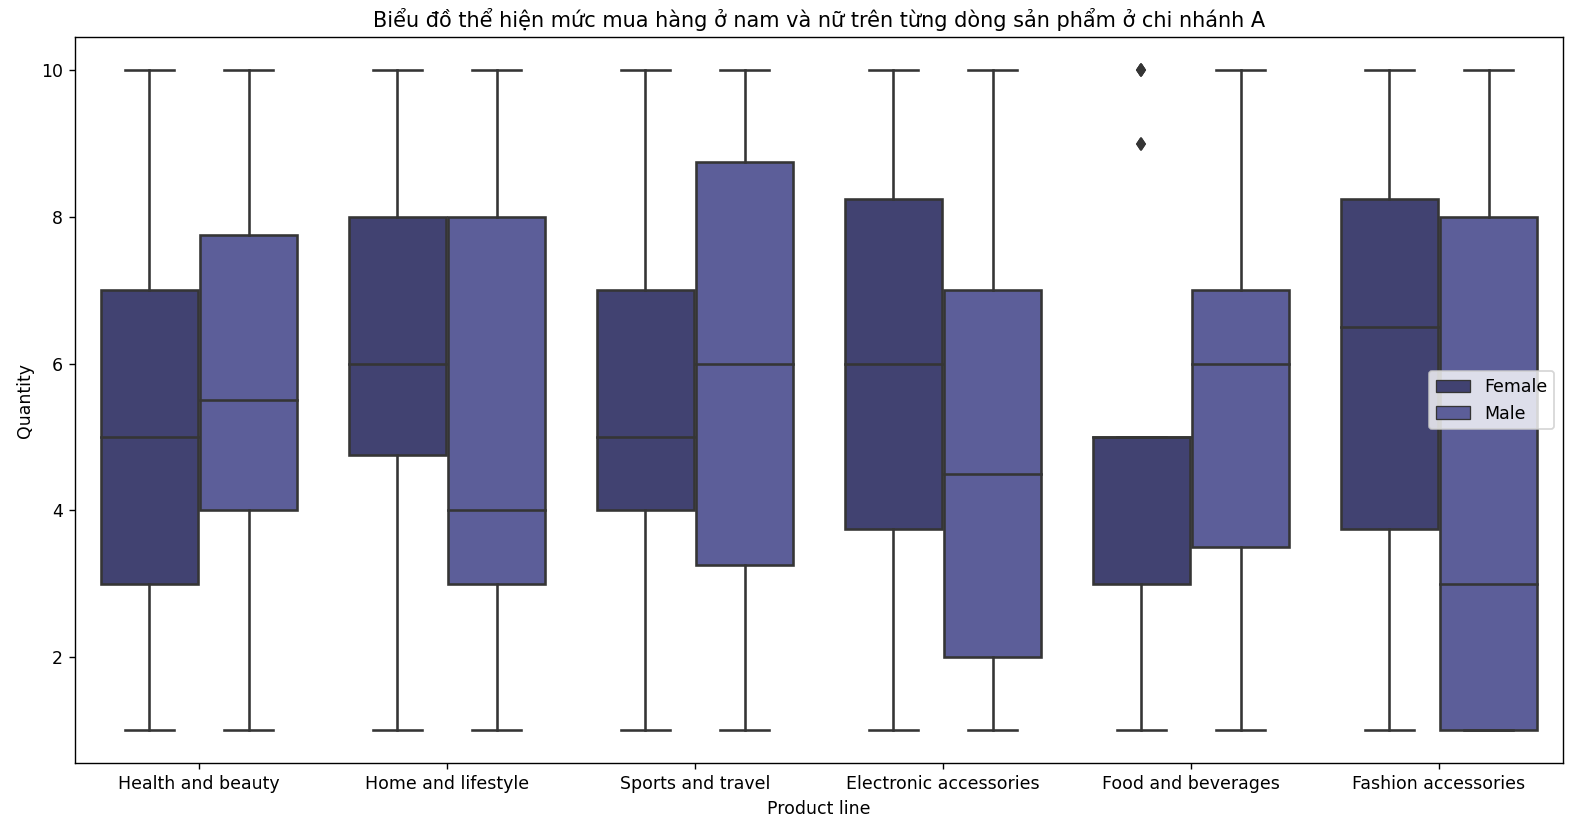 Biểu đồ thể hiện mức mua hàng ở nam và nữ trên từng dòng sản phẩm ở chi nhánh A
10
8
6
4
2
Quantity
Female
Male
Health and beauty
Home and lifestyle
Sports and travel
Electronic accessories
Food and beverages
Fashion accessories
Product line